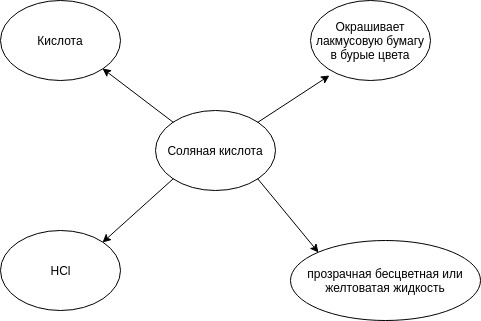 Кислота
Окрашивает
лакмусовую бумагу
в бурые цвета
Соляная кислота
HCl
прозрачная бесцветная или
желтоватая жидкость